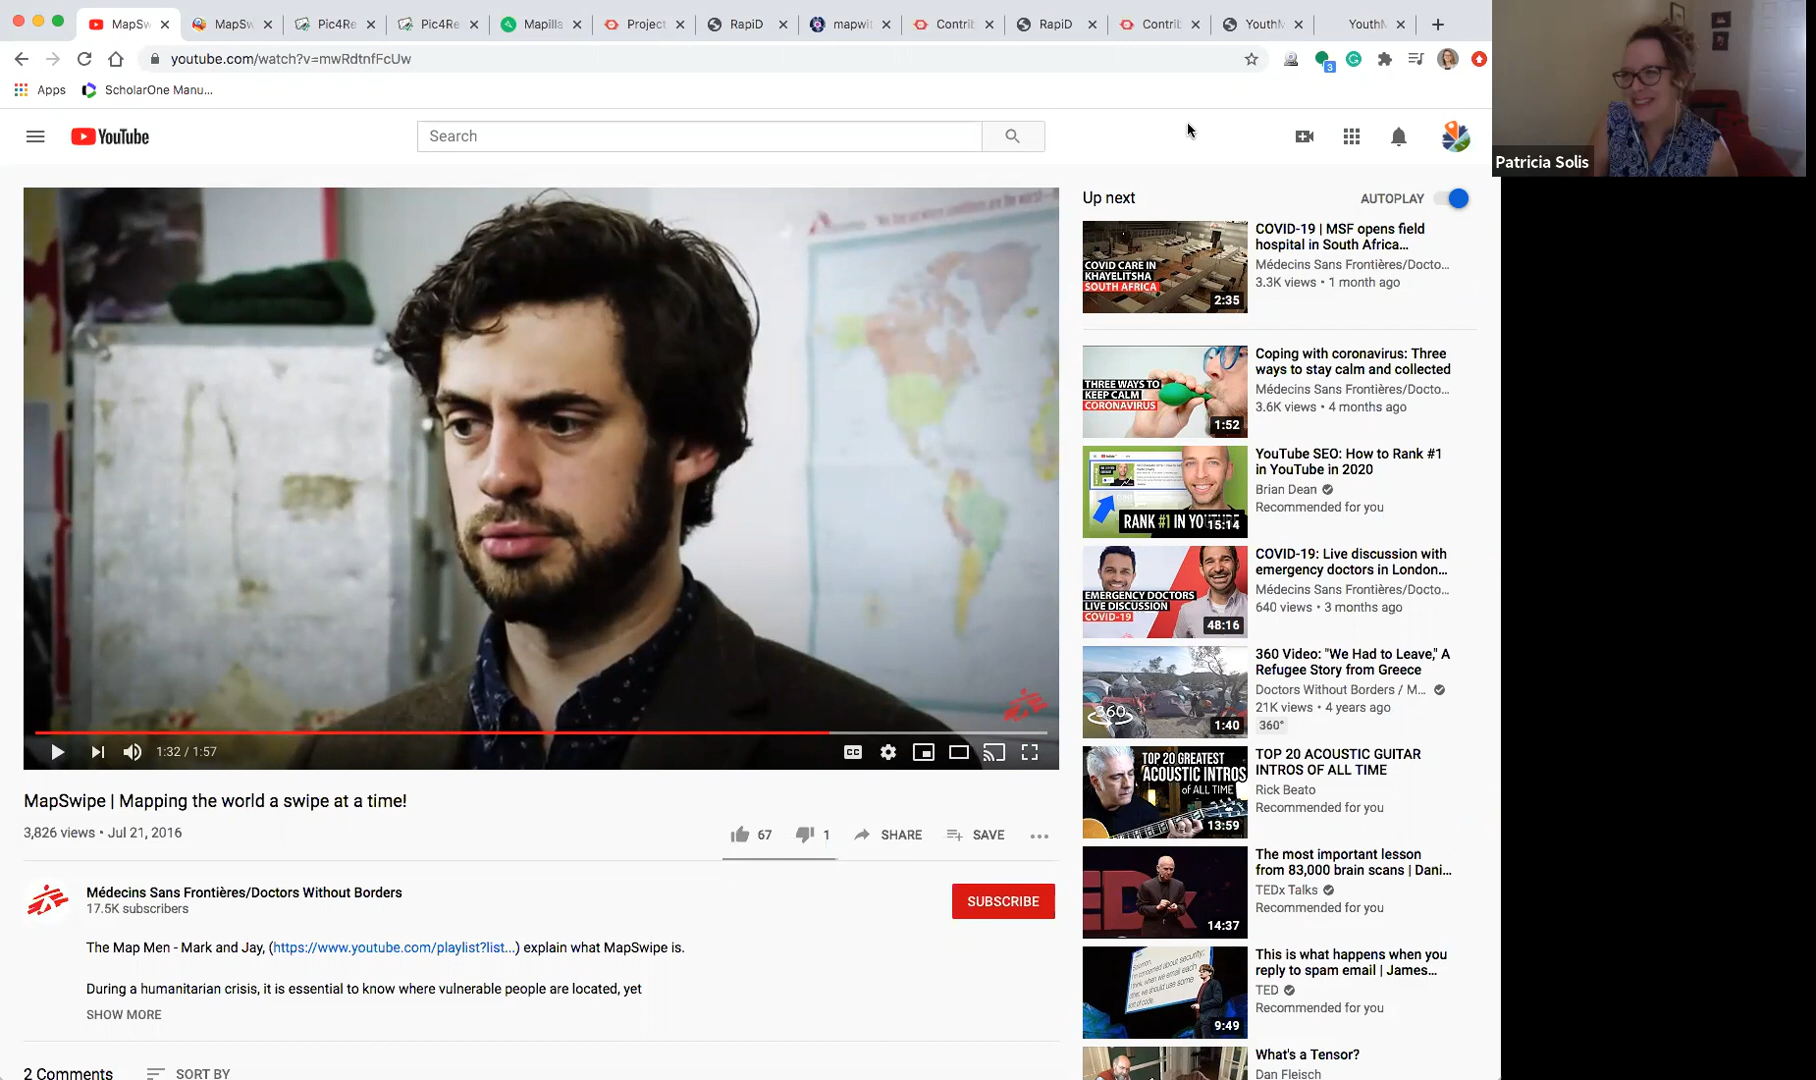 MapSw
MapSw
Pic4Re
Pic4Re
Mapilla
Project
RapiD
mapwit
Contrib
RapiD
Contrib
YouthM
YouthM
youtube.com/watch?v=mwRdtnfFcUw
3
Apps
ScholarOne Manu...
YouTube
Search
Patricia Solis
Up next
AUTOPLAY
COVID CARE IN
KHAYELITSHA
SOUTH AFRICA
2:35
COVID-19 | MSF opens field
hospital in South Africa...
Médecins Sans Frontières/Docto...
3.3K views • 1 month ago
THREE WAYS TO
KEEP CALM
CORONAVIRUS
1:52
Coping with coronavirus: Three
ways to stay calm and collected
Médecins Sans Frontières/Docto...
3.6K views • 4 months ago
RANK #1 IN YOUTUBE
15:14
YouTube SEO: How to Rank #1
in YouTube in 2020
Brian Dean
Recommended for you
EMERGENCY DOCTORS
LIVE DISCUSSION
COVID-19
48:16
COVID-19: Live discussion with
emergency doctors in London...
Médecins Sans Frontières/Docto...
640 views • 3 months ago
360
1:40
360 Video: "We Had to Leave," A
Refugee Story from Greece
Doctors Without Borders / M...
21K views • 4 years ago
360°
TOP 20 GREATEST
ACOUSTIC INTROS
of ALL TIME
13:59
TOP 20 ACOUSTIC GUITAR
INTROS OF ALL TIME
Rick Beato
Recommended for you
EDx
14:37
The most important lesson
from 83,000 brain scans | Dani...
TEDx Talks
Recommended for you
9:49
This is what happens when you
reply to spam email | James...
TED
Recommended for you
What's a Tensor?
Dan Fleisch
1:32 / 1:57
CC
MapSwipe | Mapping the world a swipe at a time!
3,826 views • Jul 21, 2016
67
1
SHARE
SAVE
Médecins Sans Frontières/Doctors Without Borders
17.5K subscribers
SUBSCRIBE
The Map Men - Mark and Jay, (https://www.youtube.com/playlist?list...) explain what MapSwipe is.
During a humanitarian crisis, it is essential to know where vulnerable people are located, yet
SHOW MORE
2 Comments
SORT BY